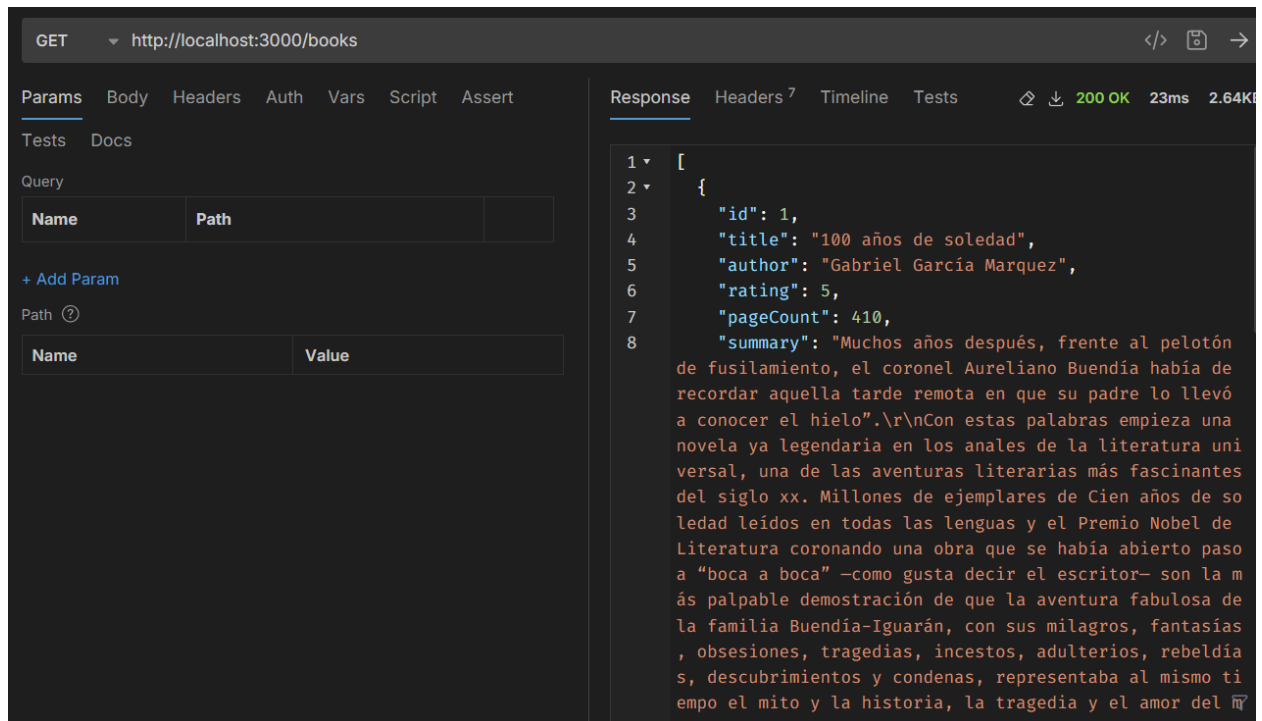 GET http://localhost:3000/books </>
Params Body Headers Auth Vars Script Assert
Tests Docs
Query
Name Path
+ Add Param
Path ?
Name Value
Response Headers 7 Timeline Tests 200 OK 23ms 2.64K
1 [
2 {
3 "id": 1,
4 "title": "100 años de soledad",
5 "author": "Gabriel García Marquez",
6 "rating": 5,
7 "pageCount": 410,
8 "summary": "Muchos años después, frente al pelotón
de fusilamiento, el coronel Aureliano Buendía había de
recordar aquella tarde remota en que su padre lo llevó
a conocer el hielo”.\r\nCon estas palabras empieza una
novela ya legendaria en los anales de la literatura uni
versal, una de las aventuras literarias más fascinantes
del siglo xx. Millones de ejemplares de Cien años de so
ledad leídos en todas las lenguas y el Premio Nobel de
Literatura coronando una obra que se había abierto paso
a “boca a boca” —como gusta decir el escritor— son la m
ás palpable demostración de que la aventura fabulosa de
la familia Buendía-Iguarán, con sus milagros, fantasías
, obsesiones, tragedias, incestos, adulterios, rebeldía
s, descubrimientos y condenas, representaba al mismo ti
empo el mito y la historia, la tragedia y el amor del